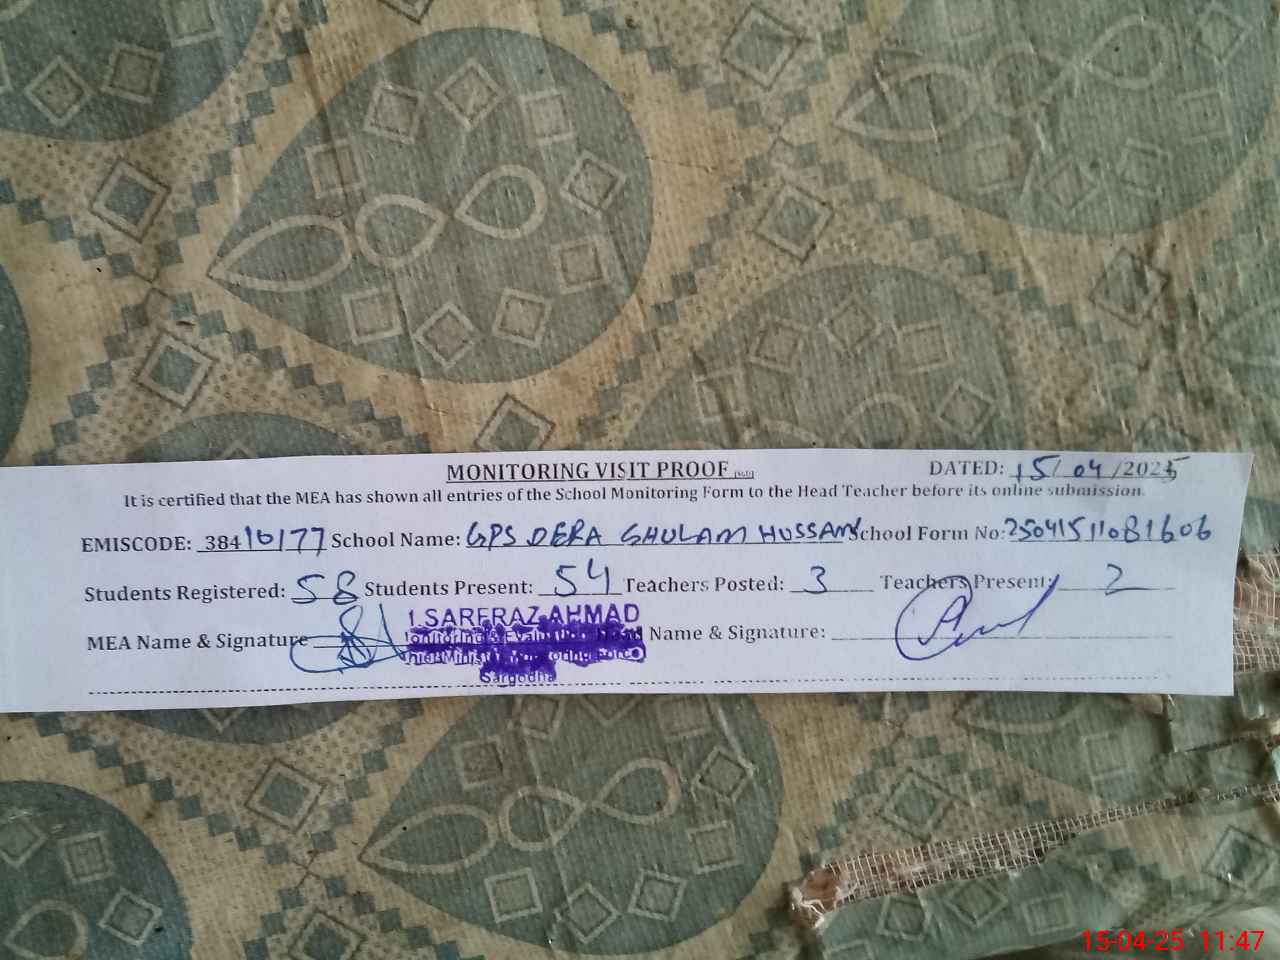 MONITORING VISIT PROOF
DATED: 15/04/2025
It is certified that the MEA has shown all entries of the School Monitoring Form to the Head Teacher before its online submission.
EMISCODE: 38410177 School Name: GPS DERA GHULAM HUSSAIN School Form No: 2504151081606
Students Registered: 58 Students Present: 54 Teachers Posted: 3 Teachers Present: 2
MEA Name & Signature SARFRAZ AHMAD Name & Signature:
Sargodha
15-04-25 11:47